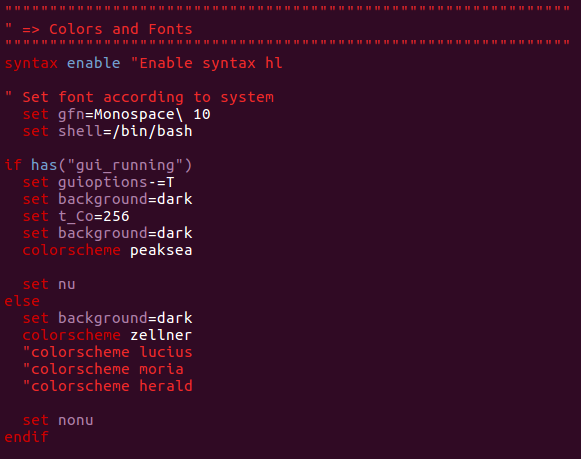 """""""""""""""""""""""""""""""""""""""""""""""""""""""""""""""
" => Colors and Fonts
"""""""""""""""""""""""""""""""""""""""""""""""""""""""""""""""
syntax enable "Enable syntax hl
" Set font according to system
set gfn=Monospace\ 10
set shell=/bin/bash
if has("gui_running")
set guioptions-=T
set background=dark
set t_Co=256
set background=dark
colorscheme peaksea
set nu
else
set background=dark
colorscheme zellner
"colorscheme lucius
"colorscheme moria
"colorscheme herald
set nonu
endif